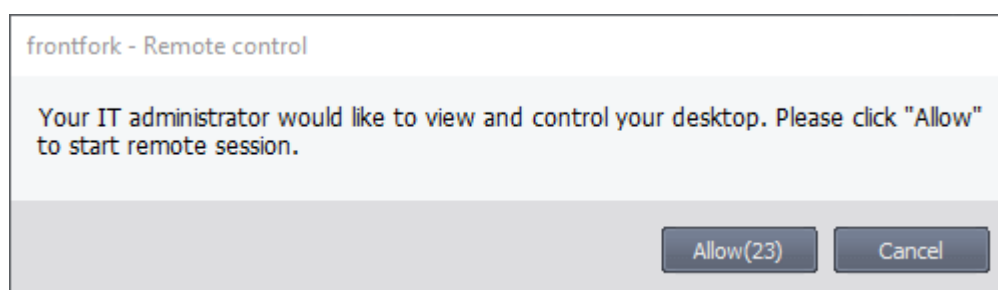 frontfork - Remote control
Your IT administrator would like to view and control your desktop. Please click "Allow"
to start remote session.
Allow(23)
Cancel